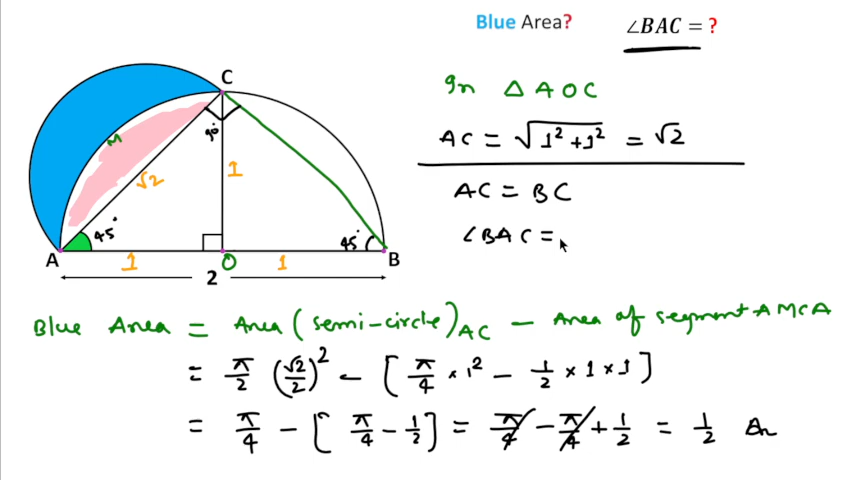 Blue Area?
∠BAC = ?
In △AOC
AC = √(1² + 1²) = √2
AC = BC
∠BAC =
C
90°
M
√2
1
45°
45°
A
1
O
1
B
2
Blue Area = Area (semi-circle)AC − Area of segment AMCA
= π/2 (√2/2)² − [π/4 × 1² − 1/2 × 1 × 1]
= π/4 − [π/4 − 1/2] = π/4 − π/4 + 1/2 = 1/2 An